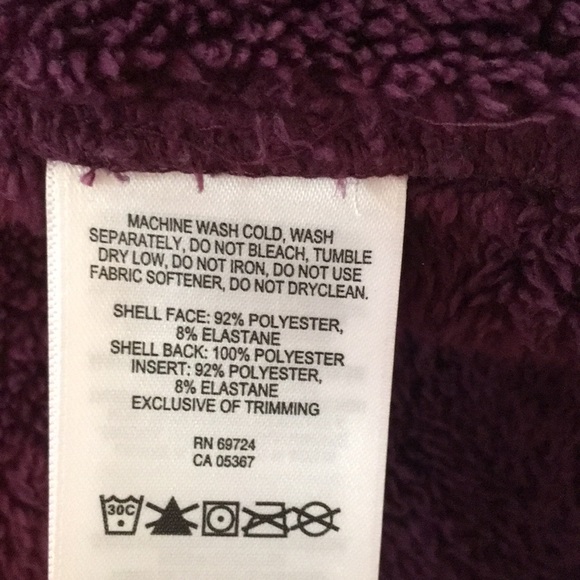 MACHINE WASH COLD, WASH
SEPARATELY, DO NOT BLEACH, TUMBLE
DRY LOW, DO NOT IRON, DO NOT USE
FABRIC SOFTENER, DO NOT DRYCLEAN.
SHELL FACE: 92% POLYESTER,
8% ELASTANE
SHELL BACK: 100% POLYESTER
INSERT: 92% POLYESTER,
8% ELASTANE
EXCLUSIVE OF TRIMMING
RN 69724
CA 05367
30C